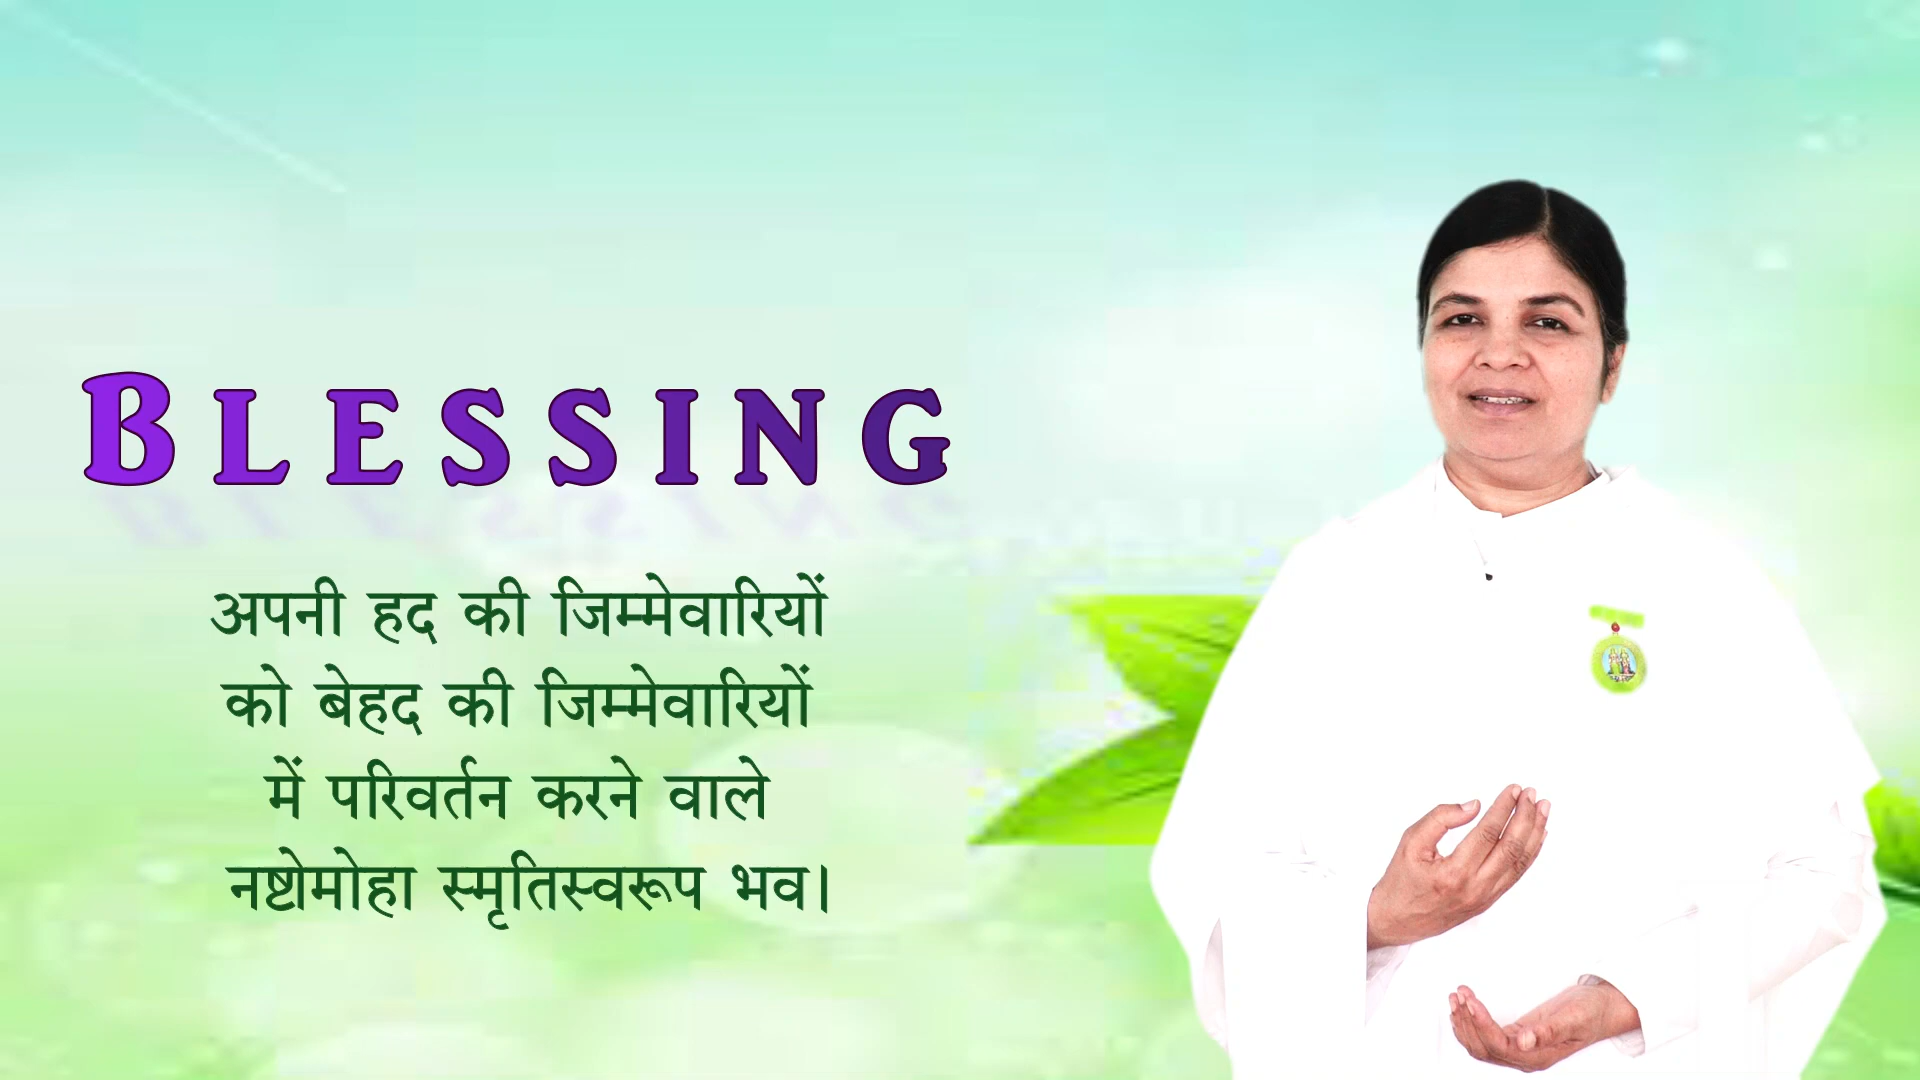 BLESSING
अपनी हद की जिम्मेवारियों
को बेहद की जिम्मेवारियों
में परिवर्तन करने वाले
नष्टोमोहा स्मृतिस्वरूप भव।